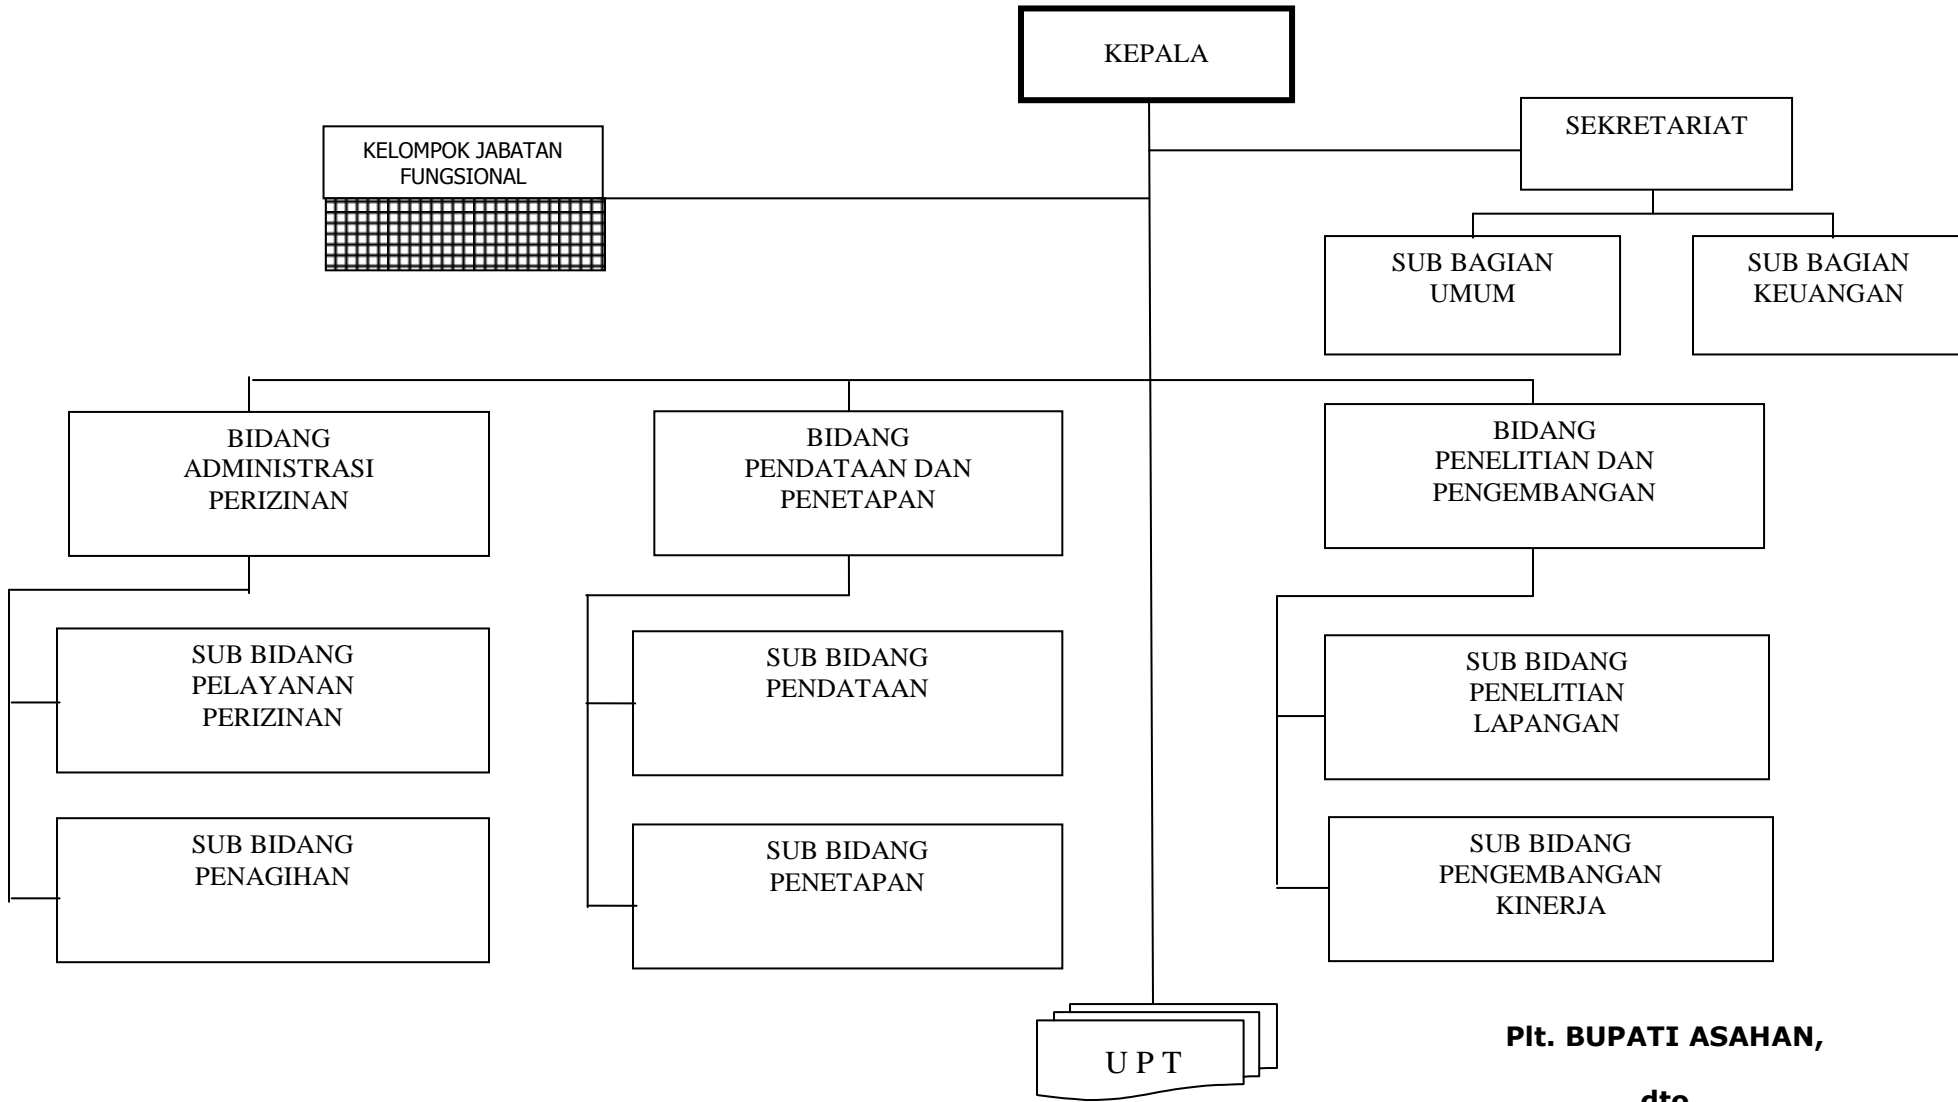 KEPALA
SEKRETARIAT
KELOMPOK JABATAN
FUNGSIONAL
SUB BAGIAN
UMUM
SUB BAGIAN
KEUANGAN
BIDANG
ADMINISTRASI
PERIZINAN
BIDANG
PENDATAAN DAN
PENETAPAN
BIDANG
PENELITIAN DAN
PENGEMBANGAN
SUB BIDANG
PELAYANAN
PERIZINAN
SUB BIDANG
PENDATAAN
SUB BIDANG
PENELITIAN
LAPANGAN
SUB BIDANG
PENAGIHAN
SUB BIDANG
PENETAPAN
SUB BIDANG
PENGEMBANGAN
KINERJA
U P T
Plt. BUPATI ASAHAN,
dto